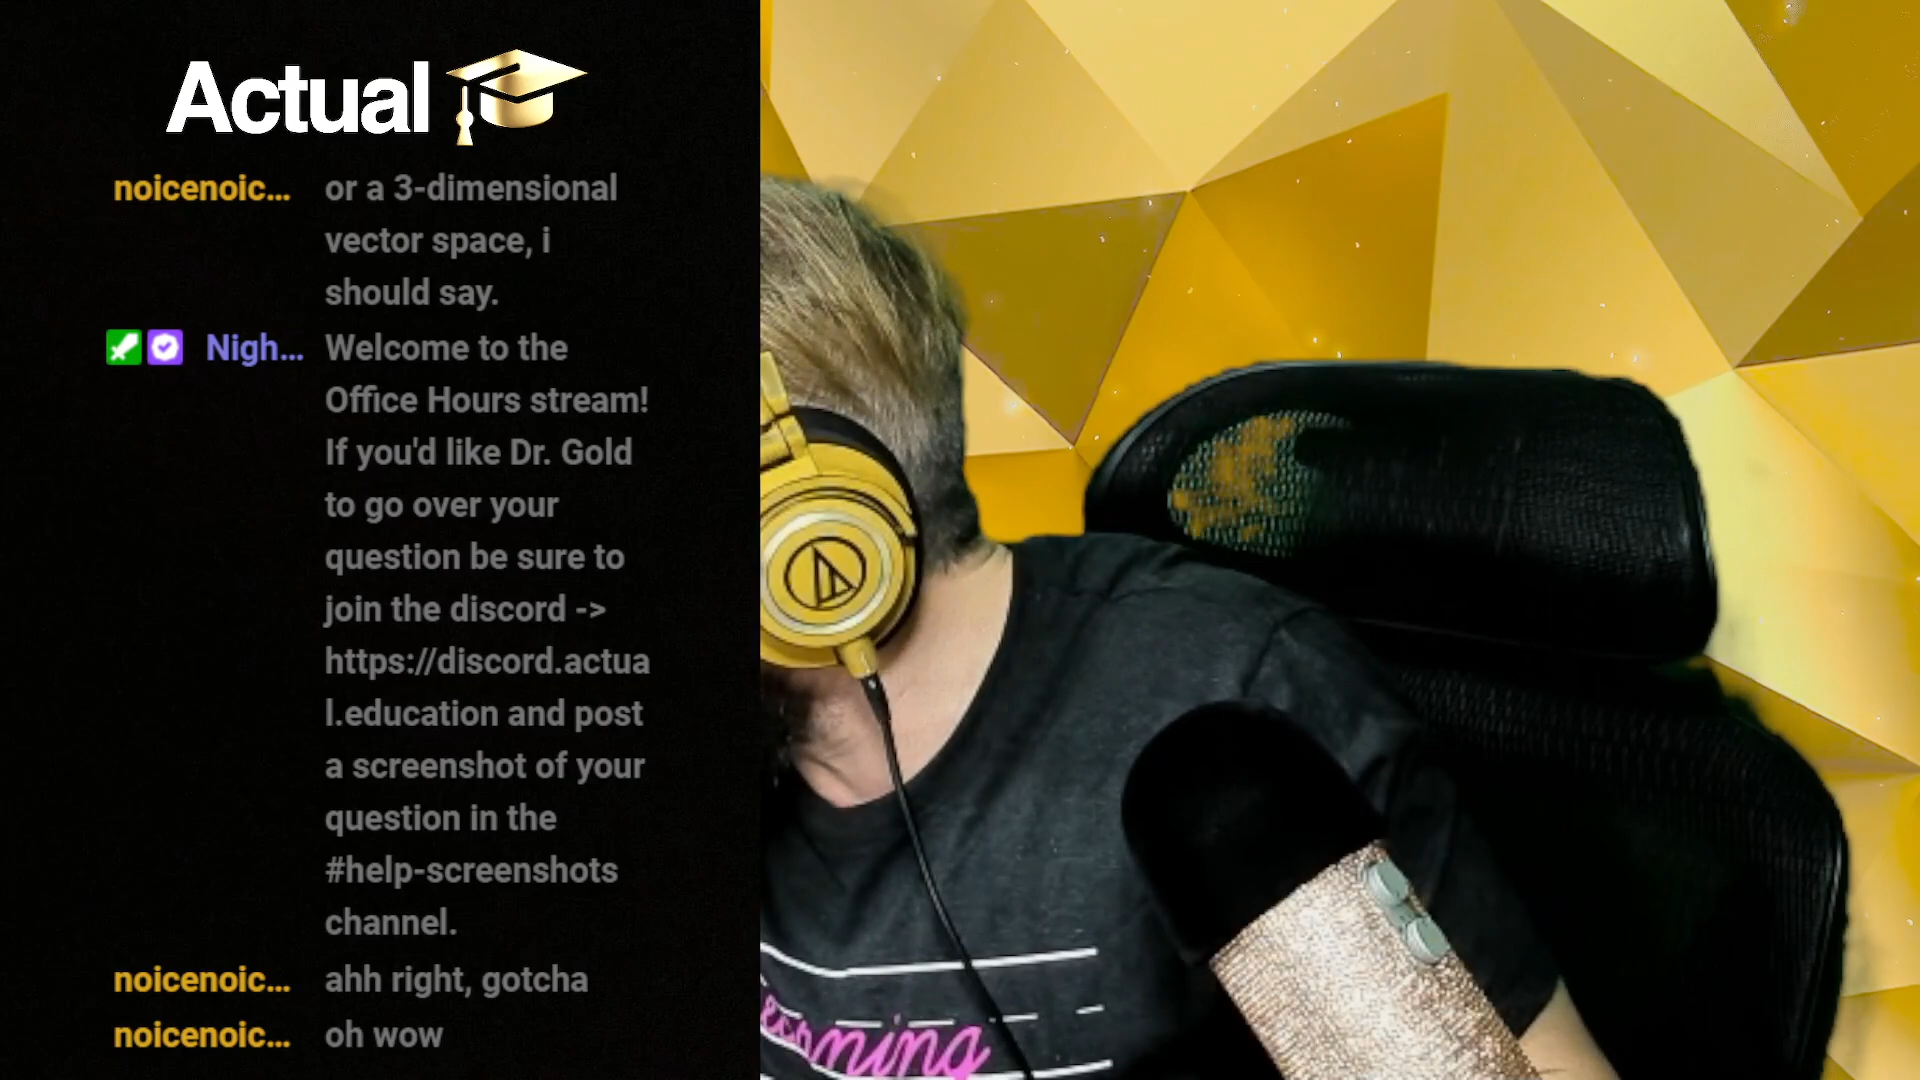 Actual
noicenoic... or a 3-dimensional
vector space, i
should say.
Nigh... Welcome to the
Office Hours stream!
If you'd like Dr. Gold
to go over your
question be sure to
join the discord ->
https://discord.actua
l.education and post
a screenshot of your
question in the
#help-screenshots
channel.
noicenoic... ahh right, gotcha
noicenoic... oh wow